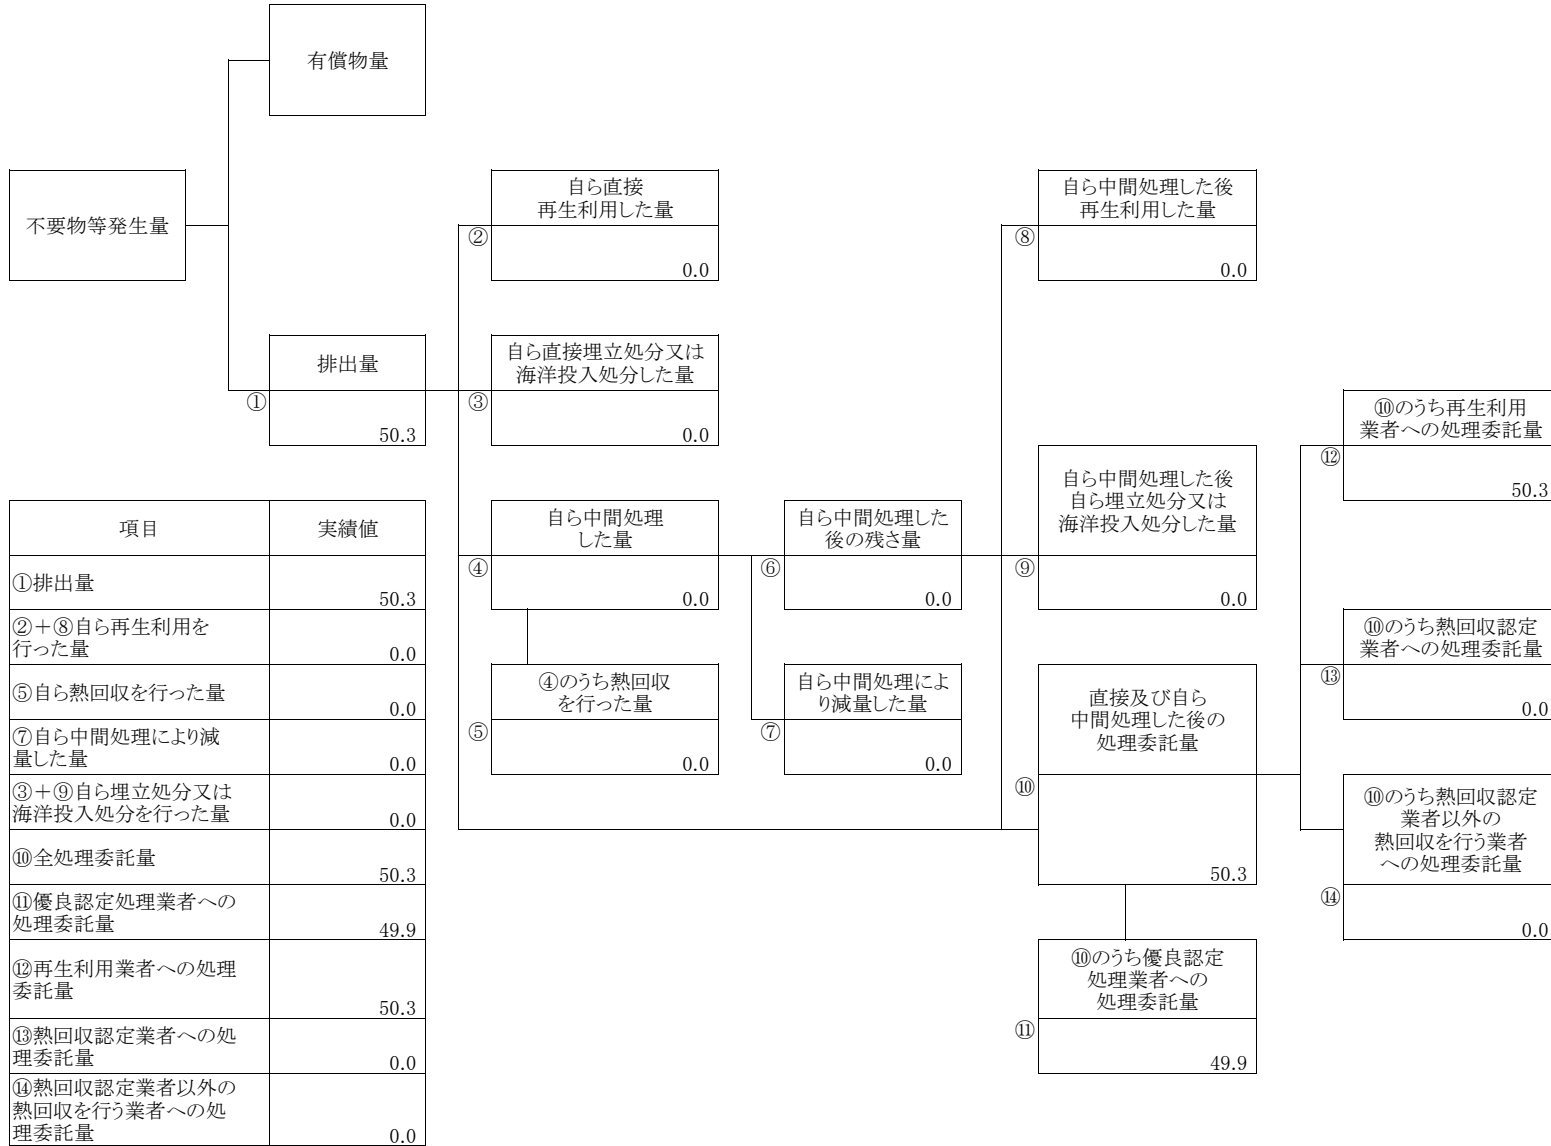 有償物量
不要物等発生量
自ら直接
再生利用した量
②
0.0
自ら中間処理した後
再生利用した量
⑧
0.0
排出量
①
50.3
自ら直接埋立処分又は
海洋投入処分した量
③
0.0
⑩のうち再生利用
業者への処理委託量
⑫
50.3
自ら中間処理
した量
④
0.0
自ら中間処理した
後の残さ量
⑥
0.0
自ら中間処理した後
自ら埋立処分又は
海洋投入処分した量
⑨
0.0
⑩のうち熱回収認定
業者への処理委託量
⑬
0.0
④のうち熱回収
を行った量
⑤
0.0
自ら中間処理によ
り減量した量
⑦
0.0
直接及び自ら
中間処理した後の
処理委託量
⑩
50.3
⑩のうち熱回収認定
業者以外の
熱回収を行う業者
への処理委託量
⑭
0.0
⑩のうち優良認定
処理業者への
処理委託量
⑪
49.9
項目 実績値
①排出量
50.3
②+⑧自ら再生利用を
行った量
0.0
⑤自ら熱回収を行った量
0.0
⑦自ら中間処理により減
量した量
0.0
③+⑨自ら埋立処分又は
海洋投入処分を行った量
0.0
⑩全処理委託量
50.3
⑪優良認定処理業者への
処理委託量
49.9
⑫再生利用業者への処理
委託量
50.3
⑬熱回収認定業者への処
理委託量
0.0
⑭熱回収認定業者以外の
熱回収を行う業者への処
理委託量
0.0